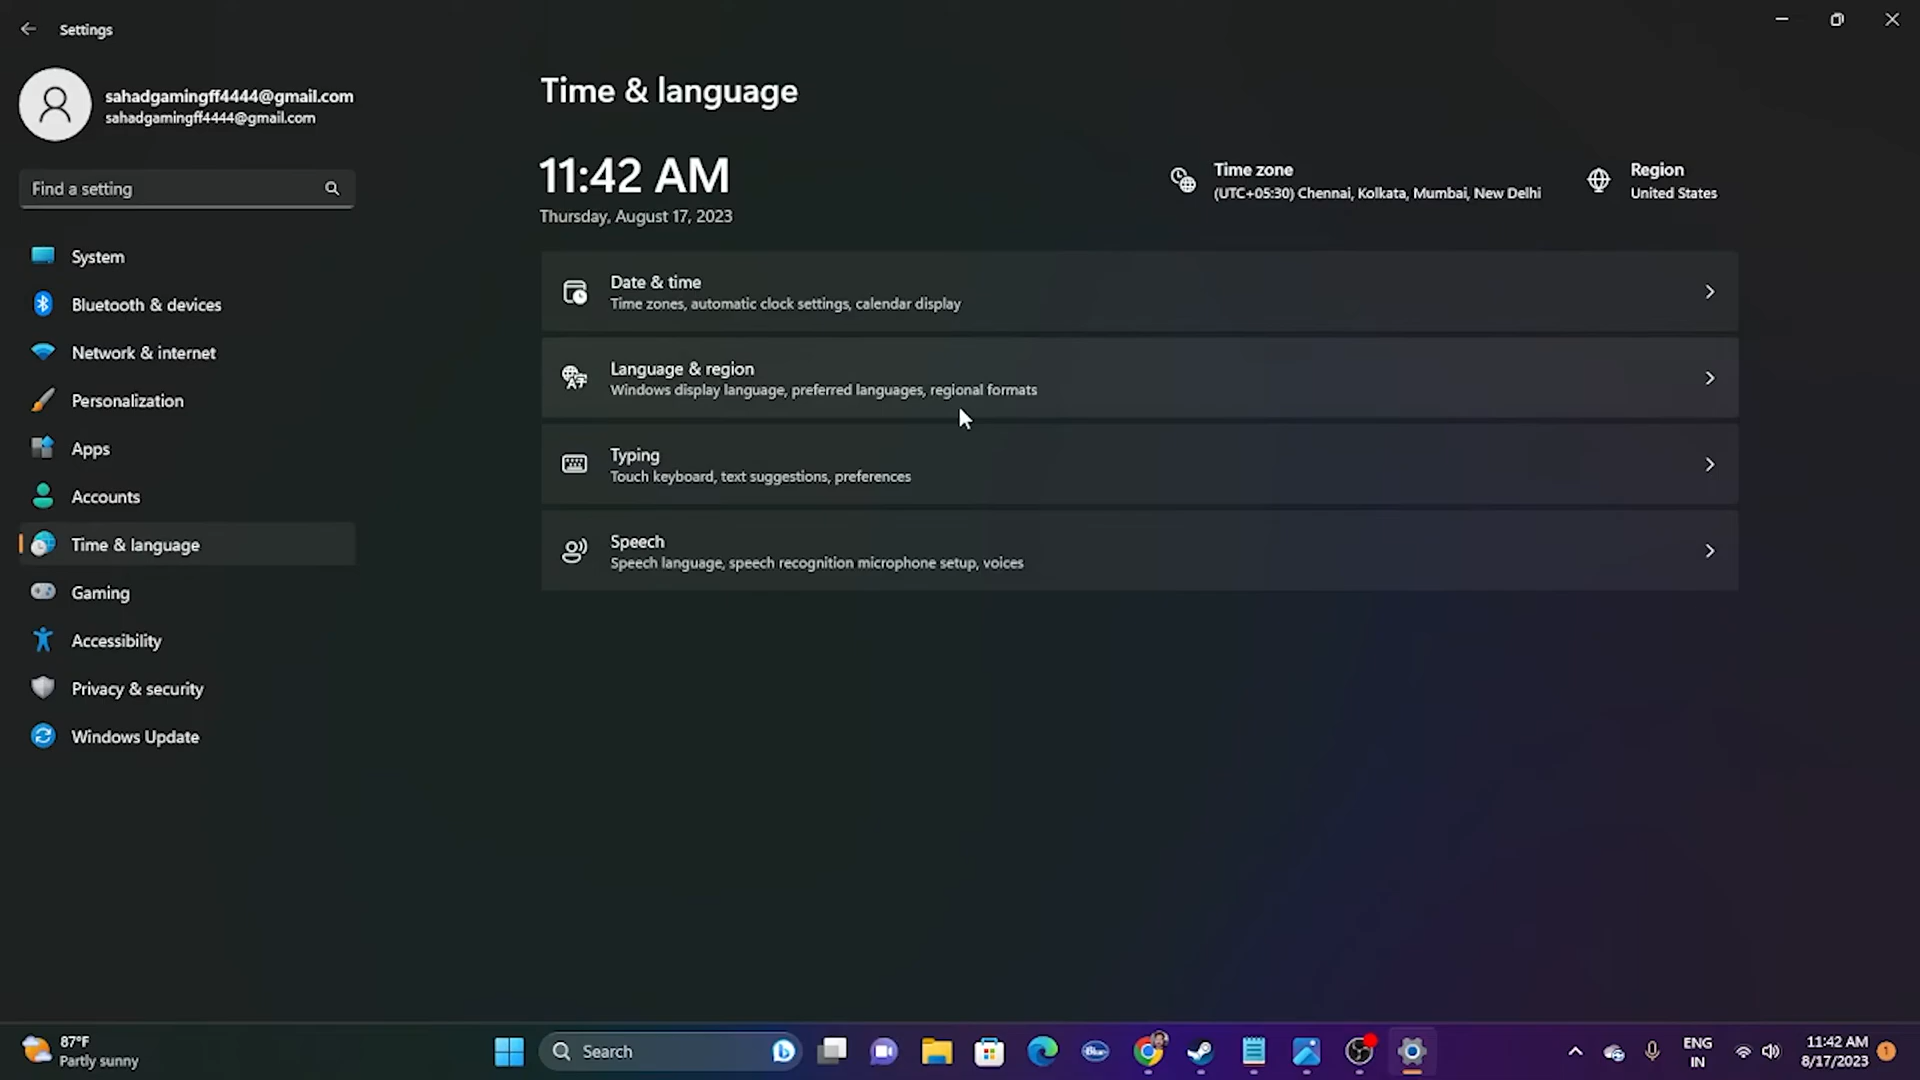 Settings
sahadgamingff4444@gmail.com
sahadgamingff4444@gmail.com
Find a setting
System
Bluetooth & devices
Network & internet
Personalization
Apps
Accounts
Time & language
Gaming
Accessibility
Privacy & security
Windows Update
Time & language
11:42 AM
Thursday, August 17, 2023
Time zone
(UTC+05:30) Chennai, Kolkata, Mumbai, New Delhi
Region
United States
Date & time
Time zones, automatic clock settings, calendar display
Language & region
Windows display language, preferred languages, regional formats
Typing
Touch keyboard, text suggestions, preferences
Speech
Speech language, speech recognition microphone setup, voices
87°F
Partly sunny
Search
ENG
IN
11:42 AM
8/17/2023
1